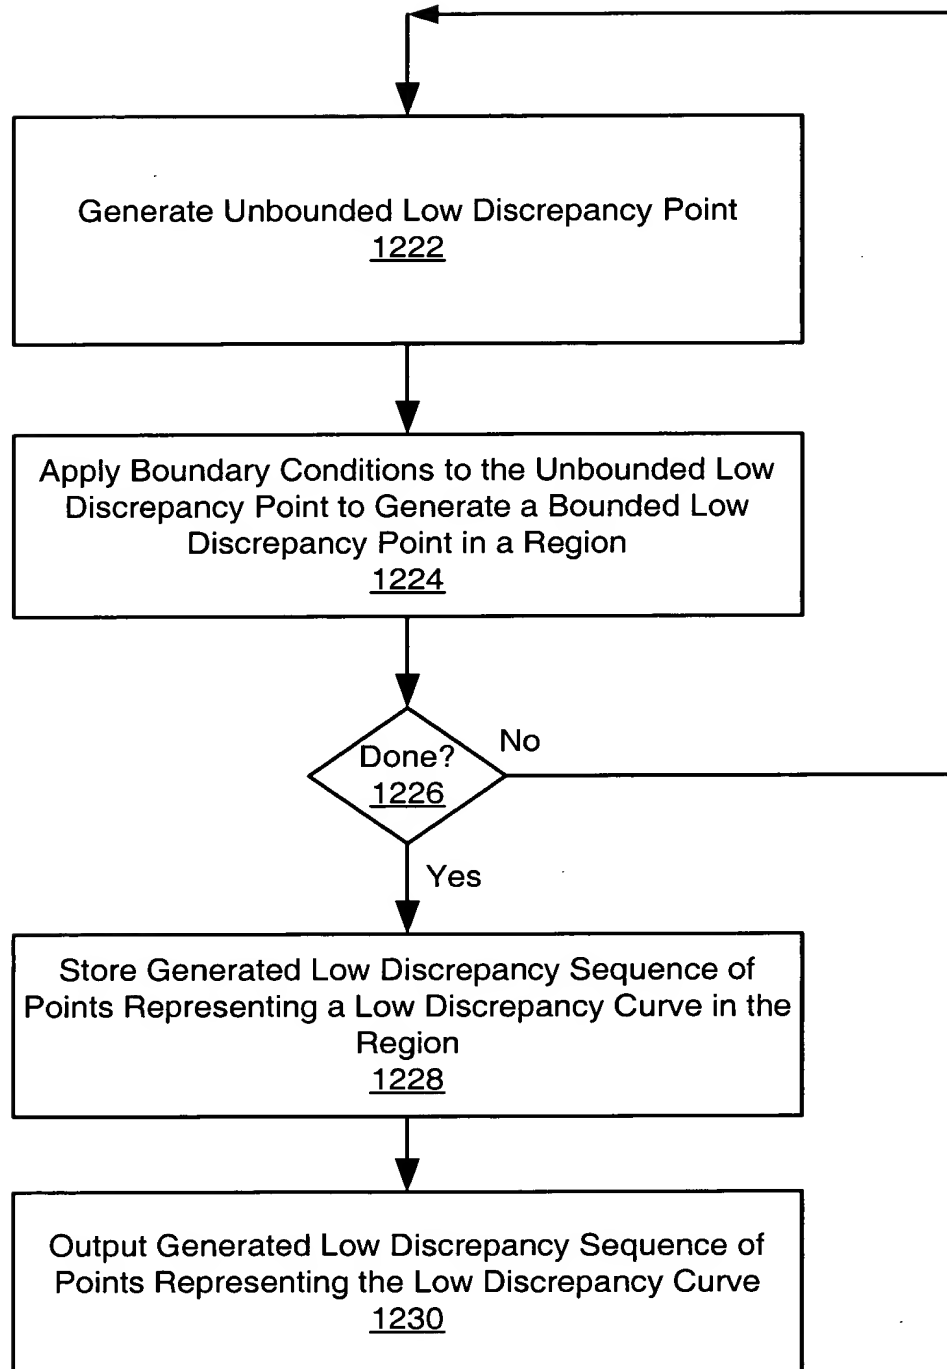 Generate Unbounded Low Discrepancy Point
1222
Apply Boundary Conditions to the Unbounded Low
Discrepancy Point to Generate a Bounded Low
Discrepancy Point in a Region
1224
Done?
1226
No
Yes
Store Generated Low Discrepancy Sequence of
Points Representing a Low Discrepancy Curve in the
Region
1228
Output Generated Low Discrepancy Sequence of
Points Representing the Low Discrepancy Curve
1230